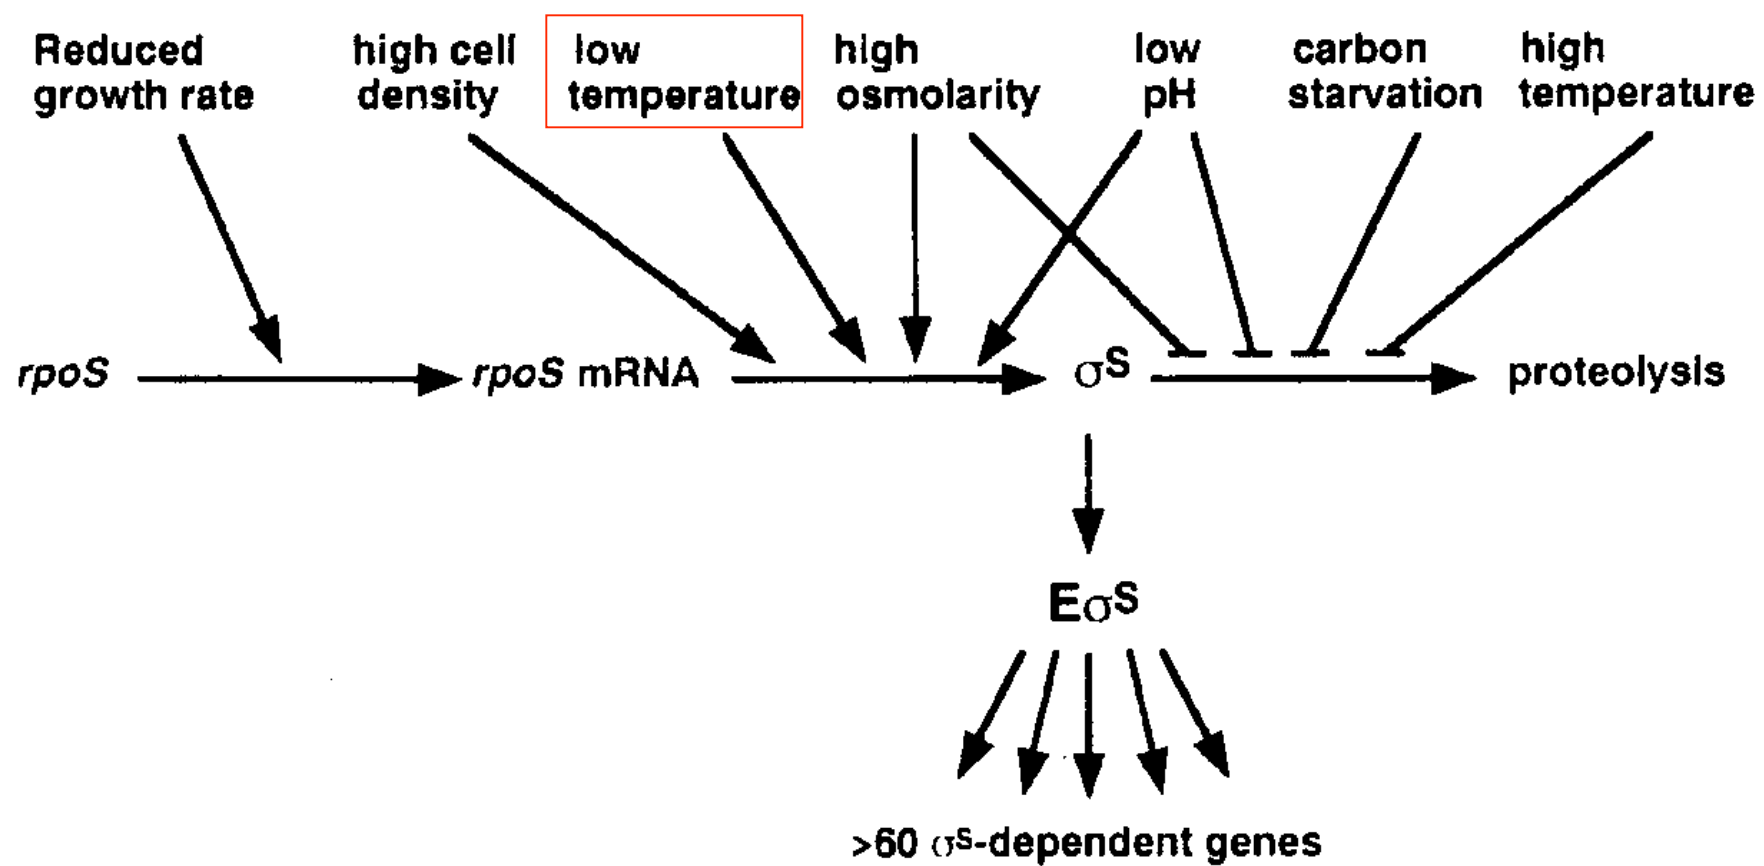 Reduced
growth rate
high cell
density
low
temperature
high
osmolarity
low
pH
carbon
starvation
high
temperature
rpoS
rpoS mRNA
σS
proteolysis
EσS
>60 σS-dependent genes